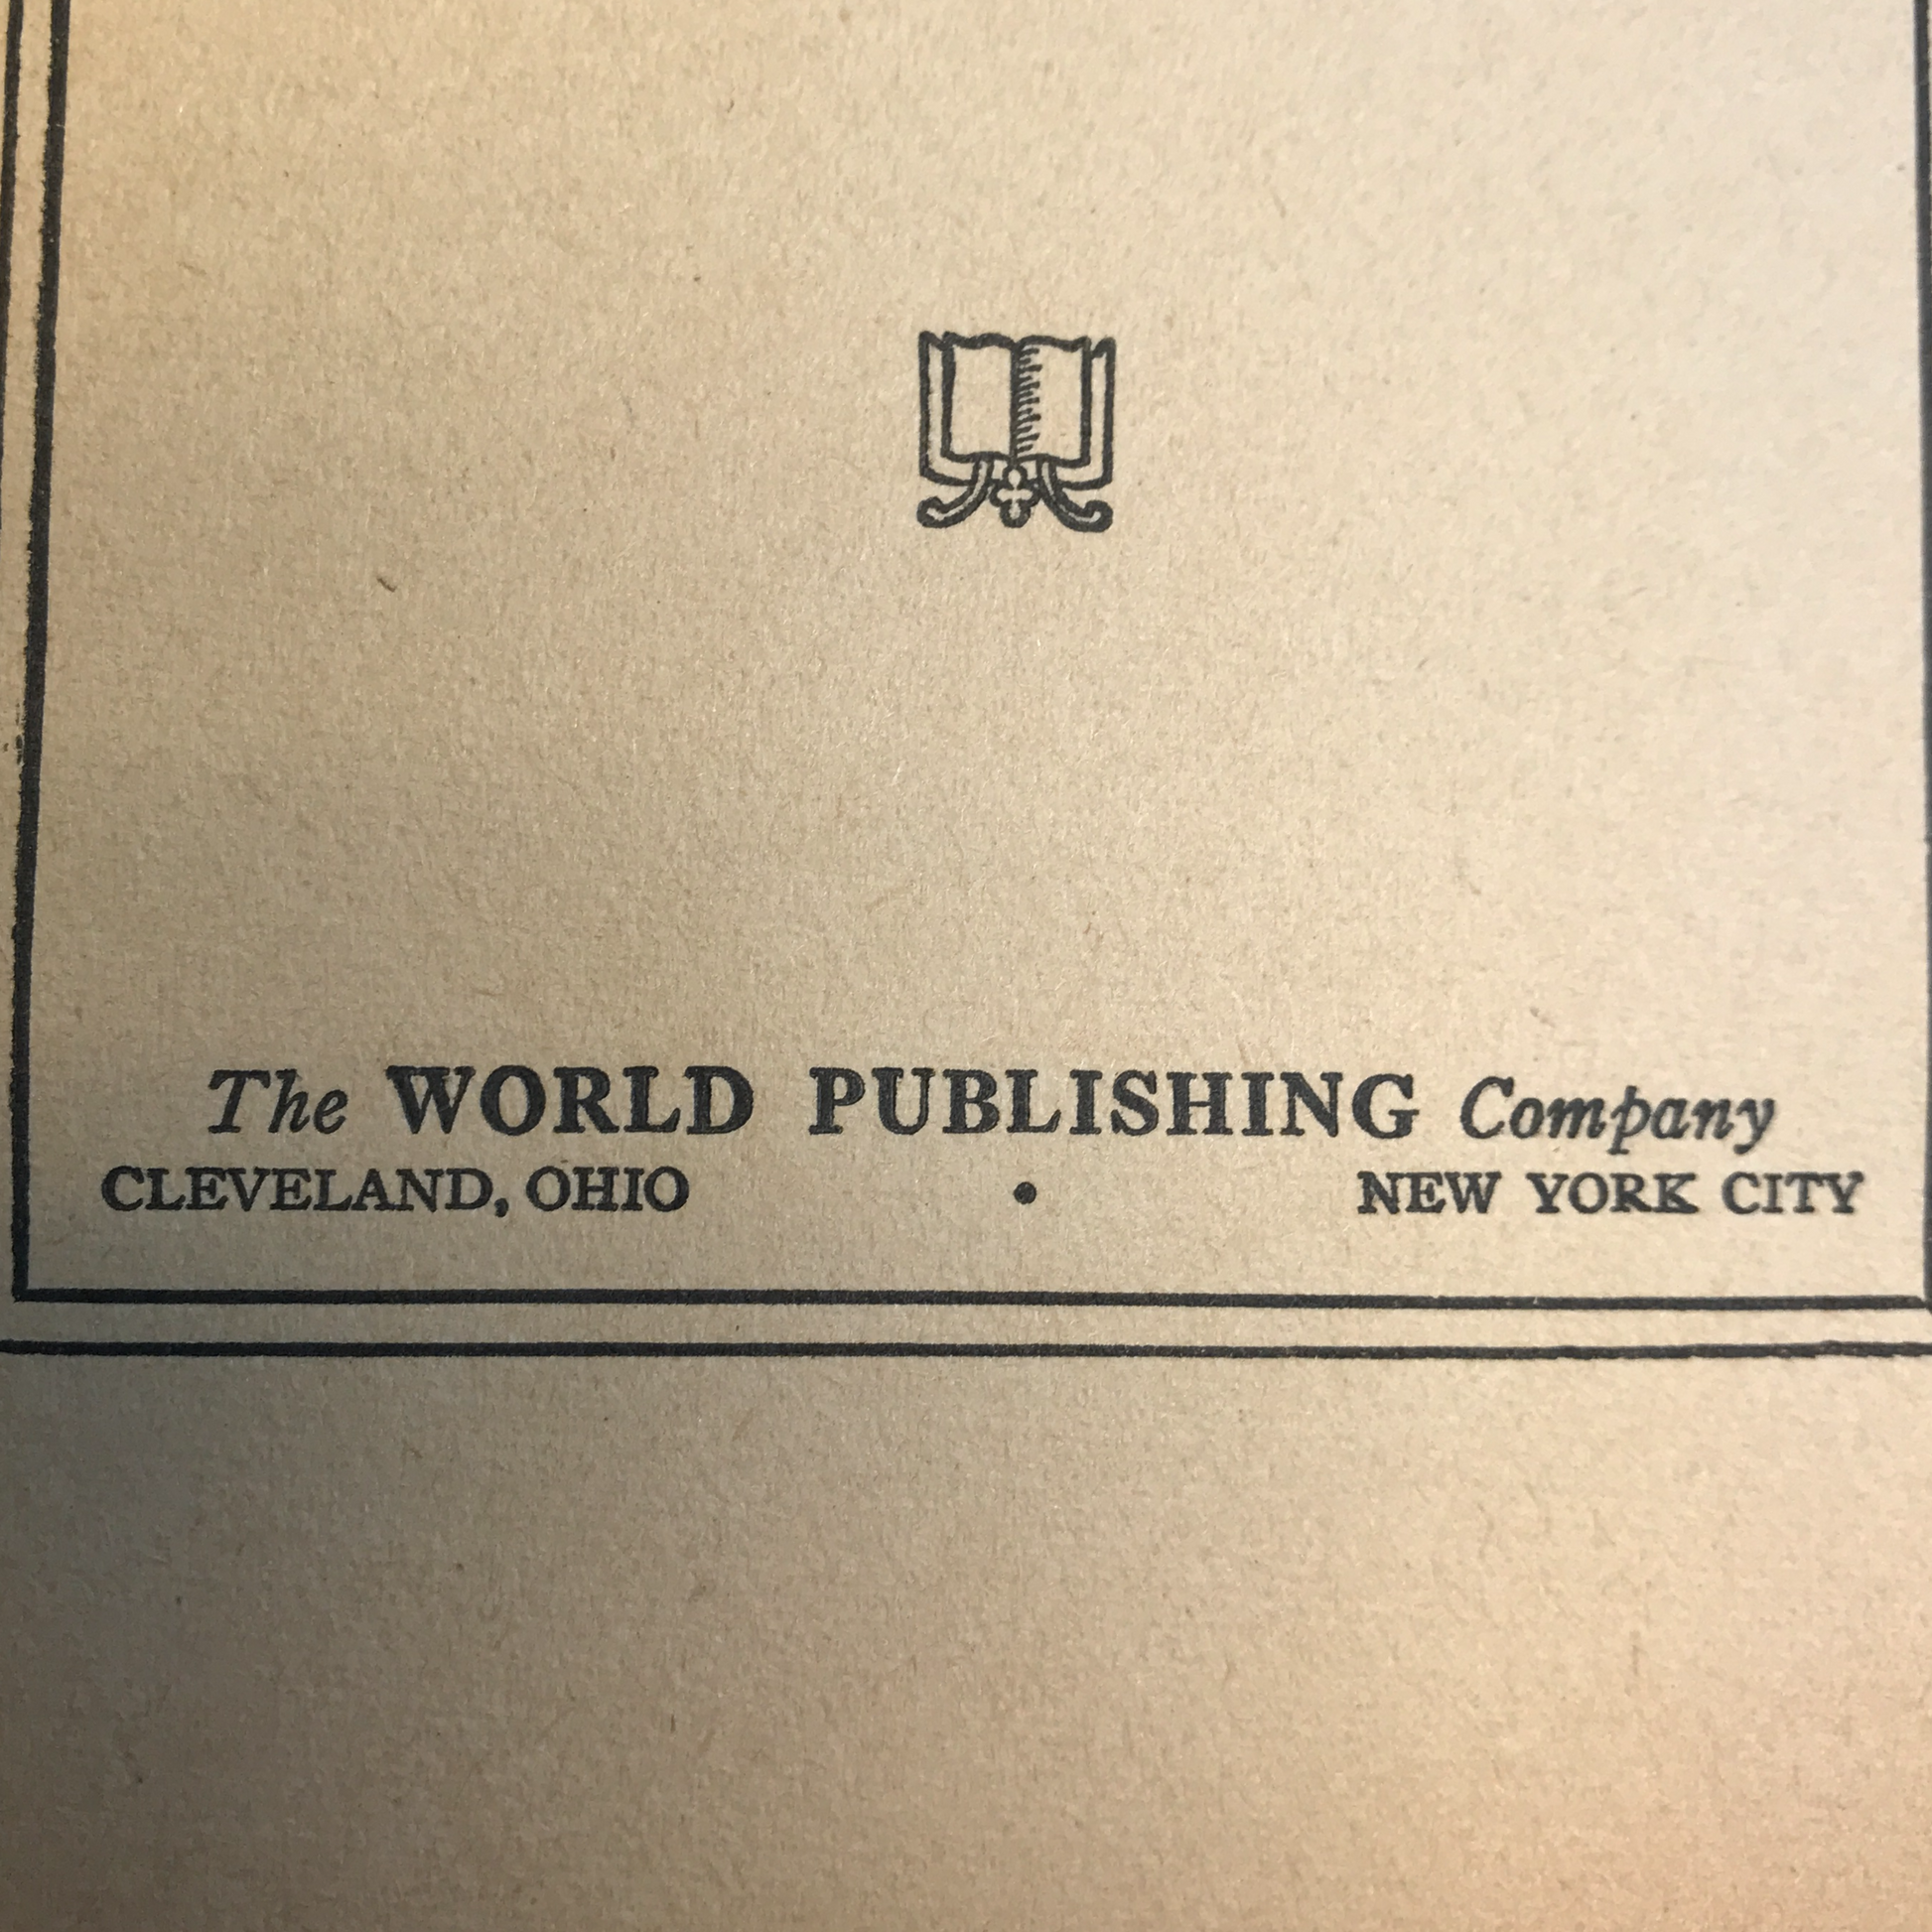 The WORLD PUBLISHING Company
CLEVELAND, OHIO • NEW YORK CITY